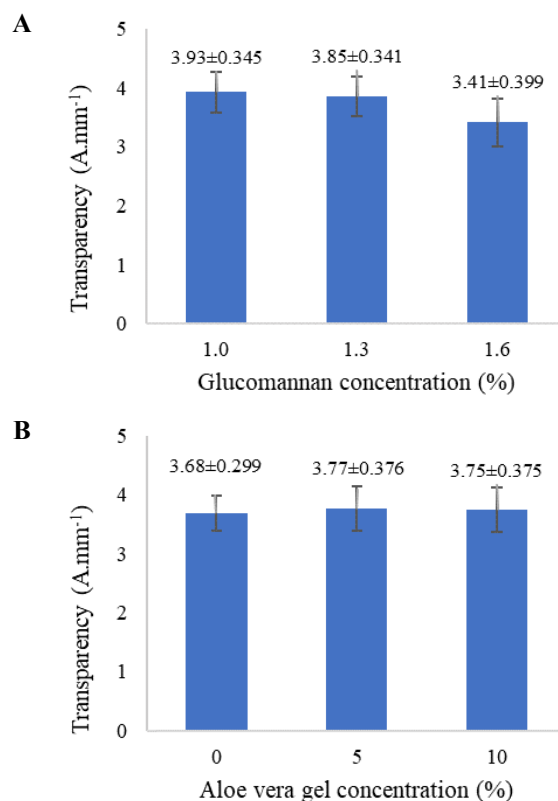 A
Transparency (A.mm⁻¹)
5
4
3
2
1
0
3.93±0.345
3.85±0.341
3.41±0.399
1.0 1.3 1.6
Glucomannan concentration (%)
B
Transparency (A.mm⁻¹)
5
4
3
2
1
0
3.68±0.299
3.77±0.376
3.75±0.375
0 5 10
Aloe vera gel concentration (%)